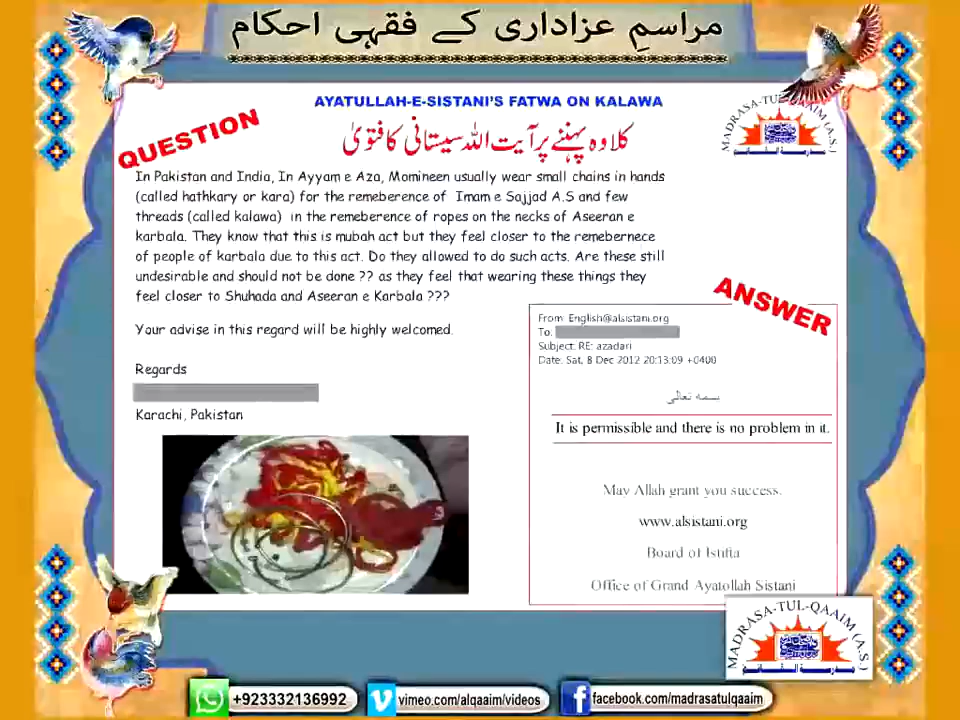 مراسمِ عزاداری کے فقہی احکام
AYATULLAH-E-SISTANI'S FATWA ON KALAWA
کلاوہ پہننے پر آیت اللہ سیستانی کا فتویٰ
MADRASA-TUL-QAAIM (A.S)
مدرسة القائم
QUESTION
In Pakistan and India, In Ayyam e Aza, Momineen usually wear small chains in hands
(called hathkary or kara) for the remeberence of Imam e Sajjad A.S and few
threads (called kalawa) in the remeberence of ropes on the necks of Aseeran e
karbala. They know that this is mubah act but they feel closer to the remebernece
of people of karbala due to this act. Do they allowed to do such acts. Are these still
undesirable and should not be done ?? as they feel that wearing these things they
feel closer to Shuhada and Aseeran e Karbala ???
Your advise in this regard will be highly welcomed.
Regards
Karachi, Pakistan
ANSWER
From: English@alsistani.org
To:
Subject: RE: azadari
Date: Sat, 8 Dec 2012 20:13:09 +0400
بسمه تعالى
It is permissible and there is no problem in it.
May Allah grant you success.
www.alsistani.org
Board of Istifta
Office of Grand Ayatollah Sistani
MADRASA-TUL-QAAIM (A.S)
مدرسة القائم
+923332136992
vimeo.com/alqaaim/videos
facebook.com/madrasatulqaaim